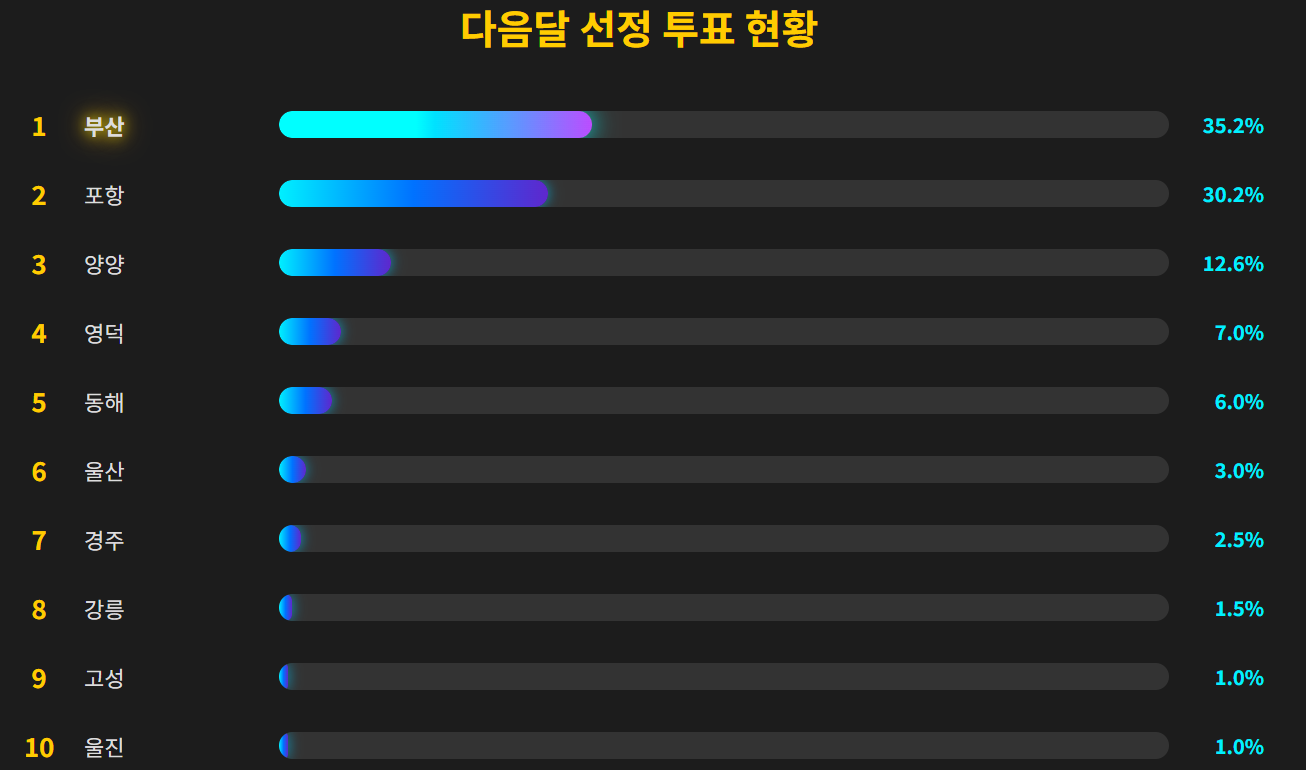 다음달 선정 투표 현황
1 부산 35.2%
2 포항 30.2%
3 양양 12.6%
4 영덕 7.0%
5 동해 6.0%
6 울산 3.0%
7 경주 2.5%
8 강릉 1.5%
9 고성 1.0%
10 울진 1.0%